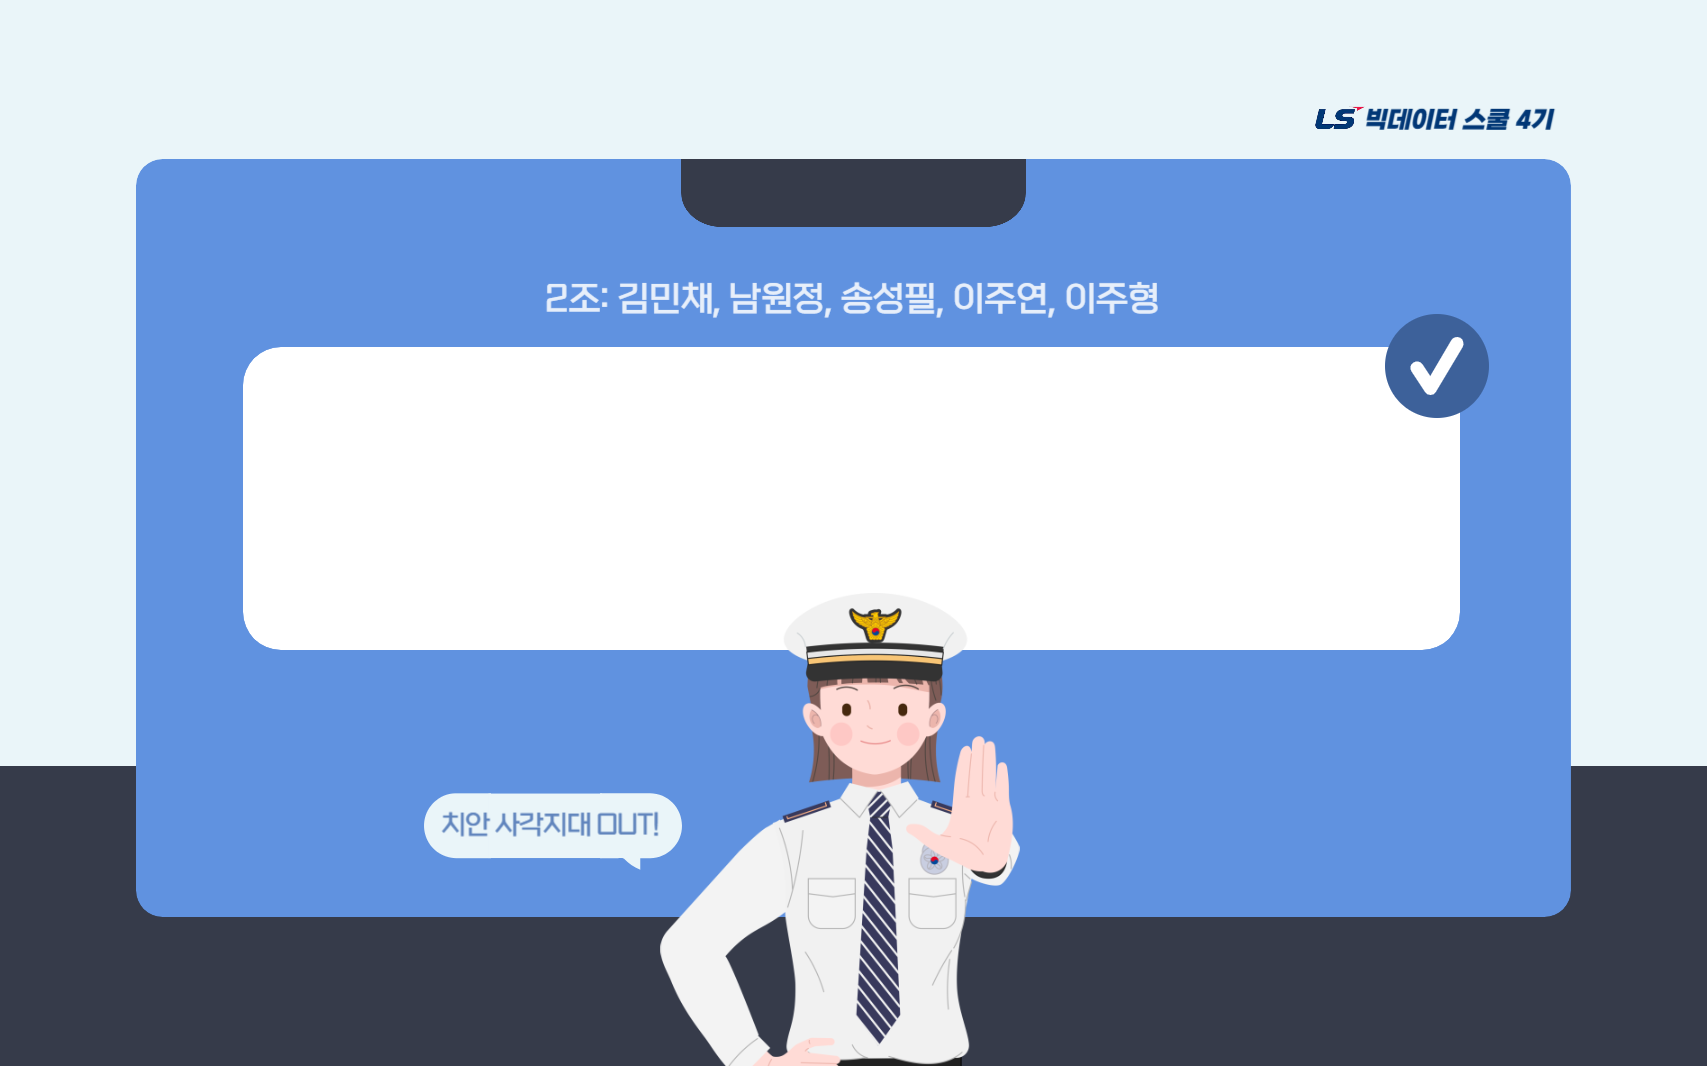 LS 빅데이터 스쿨 4기
2조: 김민채, 남원정, 송성필, 이주연, 이주형
치안 사각지대 OUT!